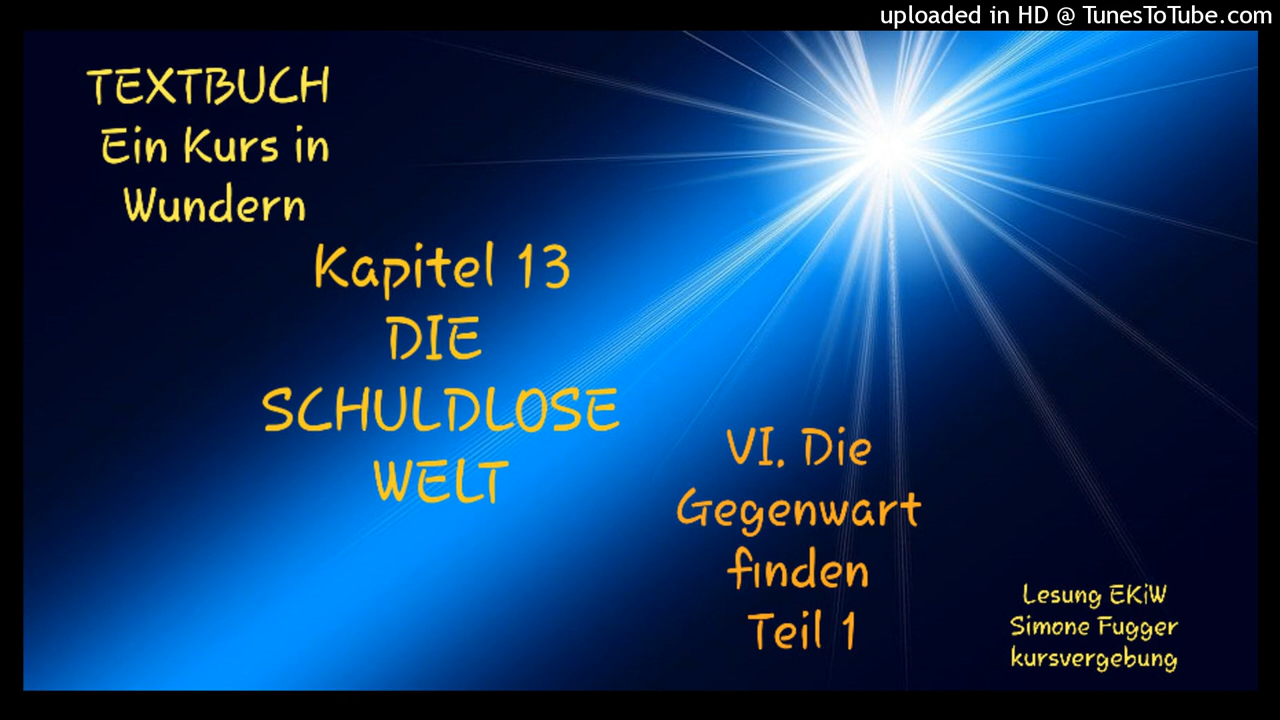 uploaded in HD @ TunesToTube.com
TEXTBUCH
Ein Kurs in
Wundern
Kapitel 13
DIE
SCHULDLOSE
WELT
VI. Die
Gegenwart
finden
Teil 1
Lesung EKiW
Simone Fugger
kursvergebung